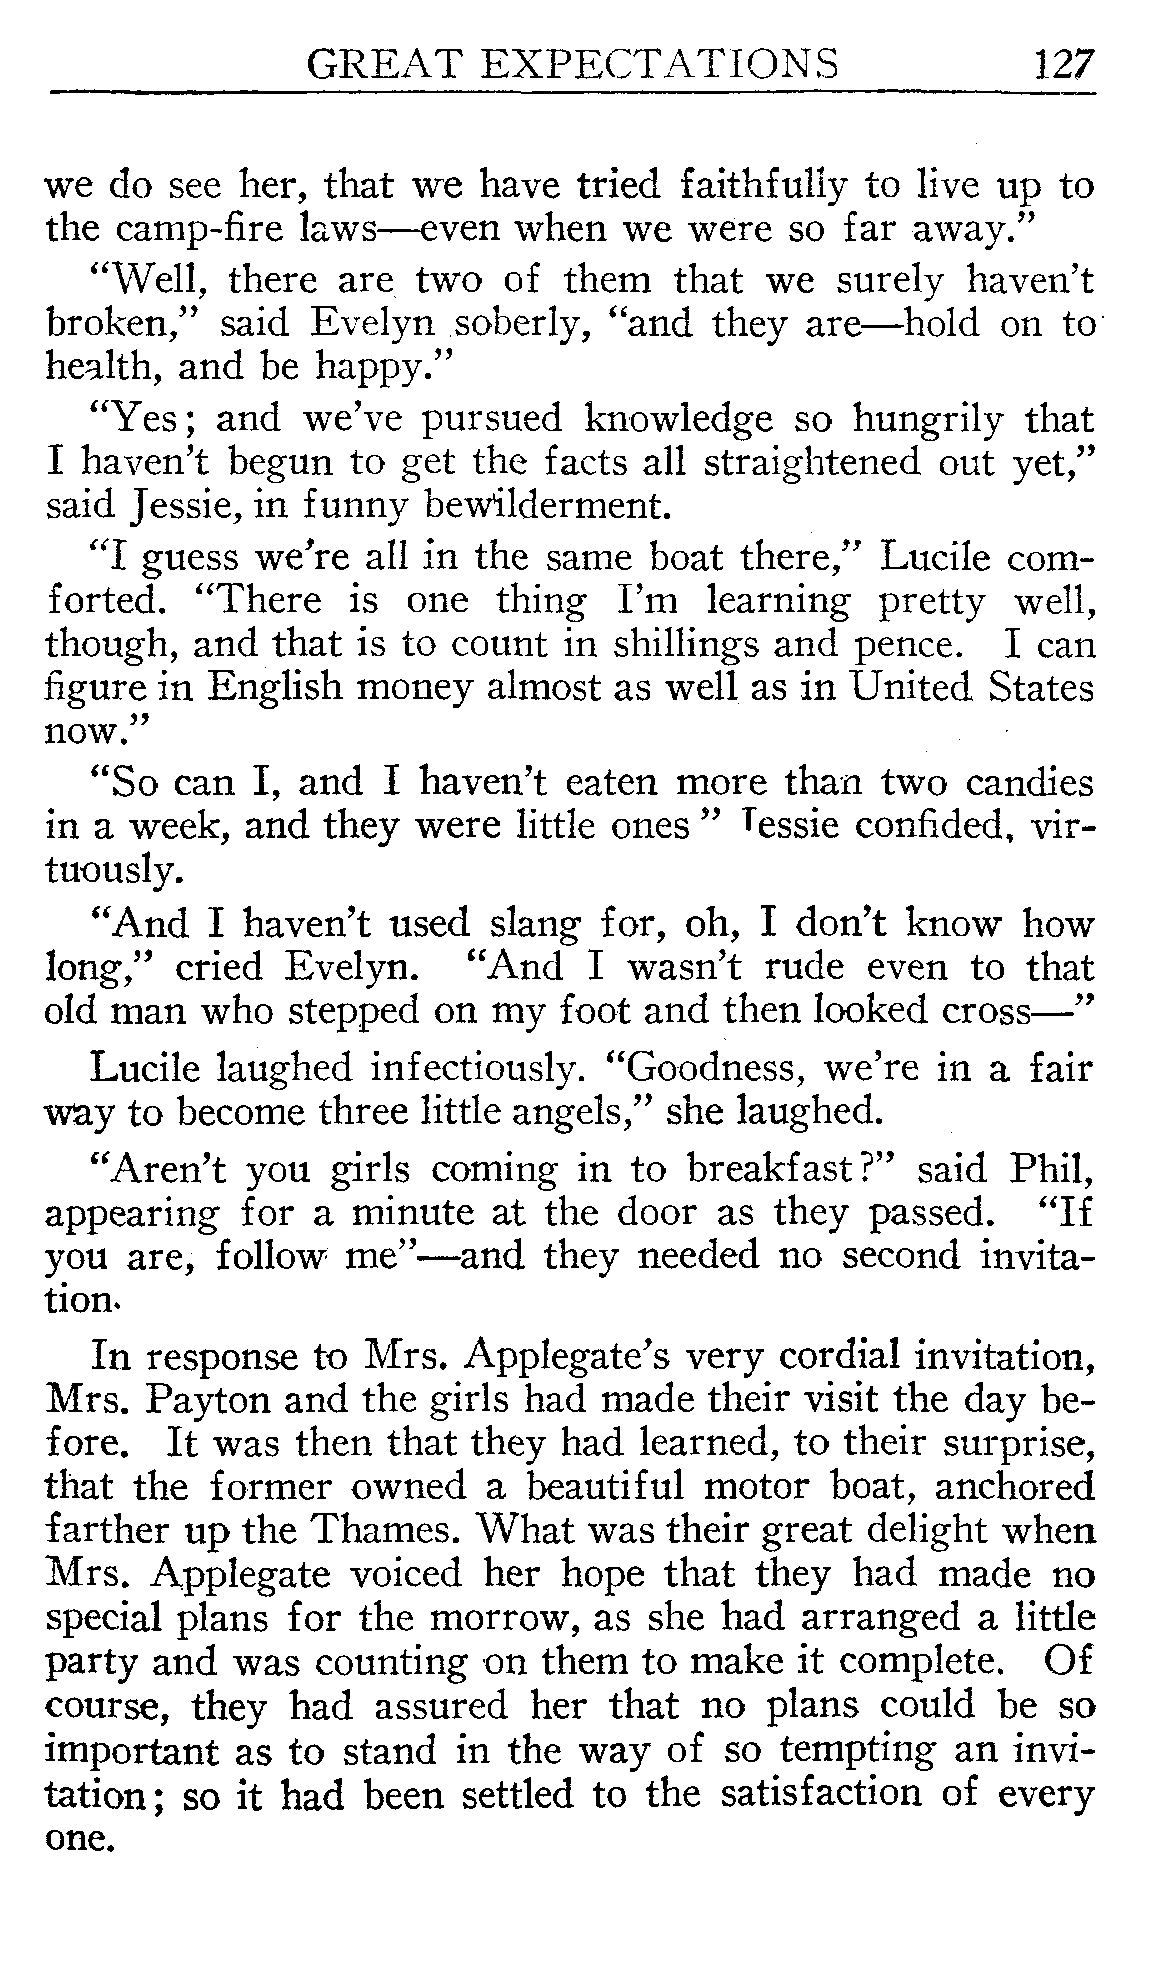 GREAT EXPECTATIONS 127
we do see her, that we have tried faithfully to live up to
the camp-fire laws—even when we were so far away.”
“Well, there are two of them that we surely haven’t
broken,” said Evelyn soberly, “and they are—hold on to
health, and be happy.”
“Yes; and we’ve pursued knowledge so hungrily that
I haven’t begun to get the facts all straightened out yet,”
said Jessie, in funny bewilderment.
“I guess we’re all in the same boat there,” Lucile com-
forted. “There is one thing I’m learning pretty well,
though, and that is to count in shillings and pence. I can
figure in English money almost as well as in United States
now.”
“So can I, and I haven’t eaten more than two candies
in a week, and they were little ones ” Jessie confided, vir-
tuously.
“And I haven’t used slang for, oh, I don’t know how
long,” cried Evelyn. “And I wasn’t rude even to that
old man who stepped on my foot and then looked cross—”
Lucile laughed infectiously. “Goodness, we’re in a fair
way to become three little angels,” she laughed.
“Aren’t you girls coming in to breakfast?” said Phil,
appearing for a minute at the door as they passed. “If
you are, follow me”—and they needed no second invita-
tion.
In response to Mrs. Applegate’s very cordial invitation,
Mrs. Payton and the girls had made their visit the day be-
fore. It was then that they had learned, to their surprise,
that the former owned a beautiful motor boat, anchored
farther up the Thames. What was their great delight when
Mrs. Applegate voiced her hope that they had made no
special plans for the morrow, as she had arranged a little
party and was counting on them to make it complete. Of
course, they had assured her that no plans could be so
important as to stand in the way of so tempting an invi-
tation; so it had been settled to the satisfaction of every
one.